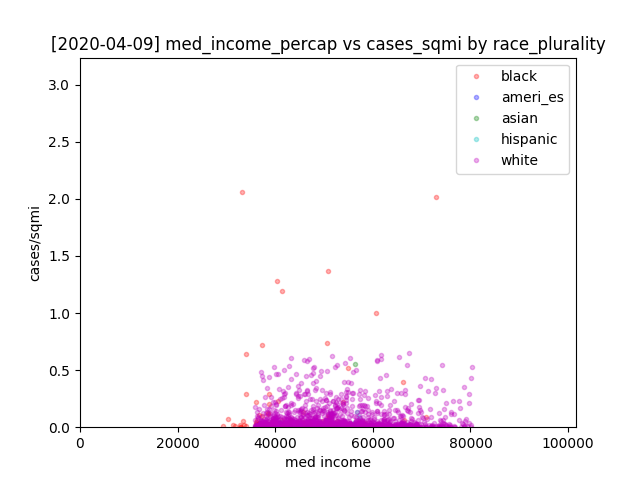 [2020-04-09] med_income_percap vs cases_sqmi by race_plurality
black
ameri_es
asian
hispanic
white
3.0
2.5
2.0
1.5
1.0
0.5
0.0
cases/sqmi
0 20000 40000 60000 80000 100000
med income